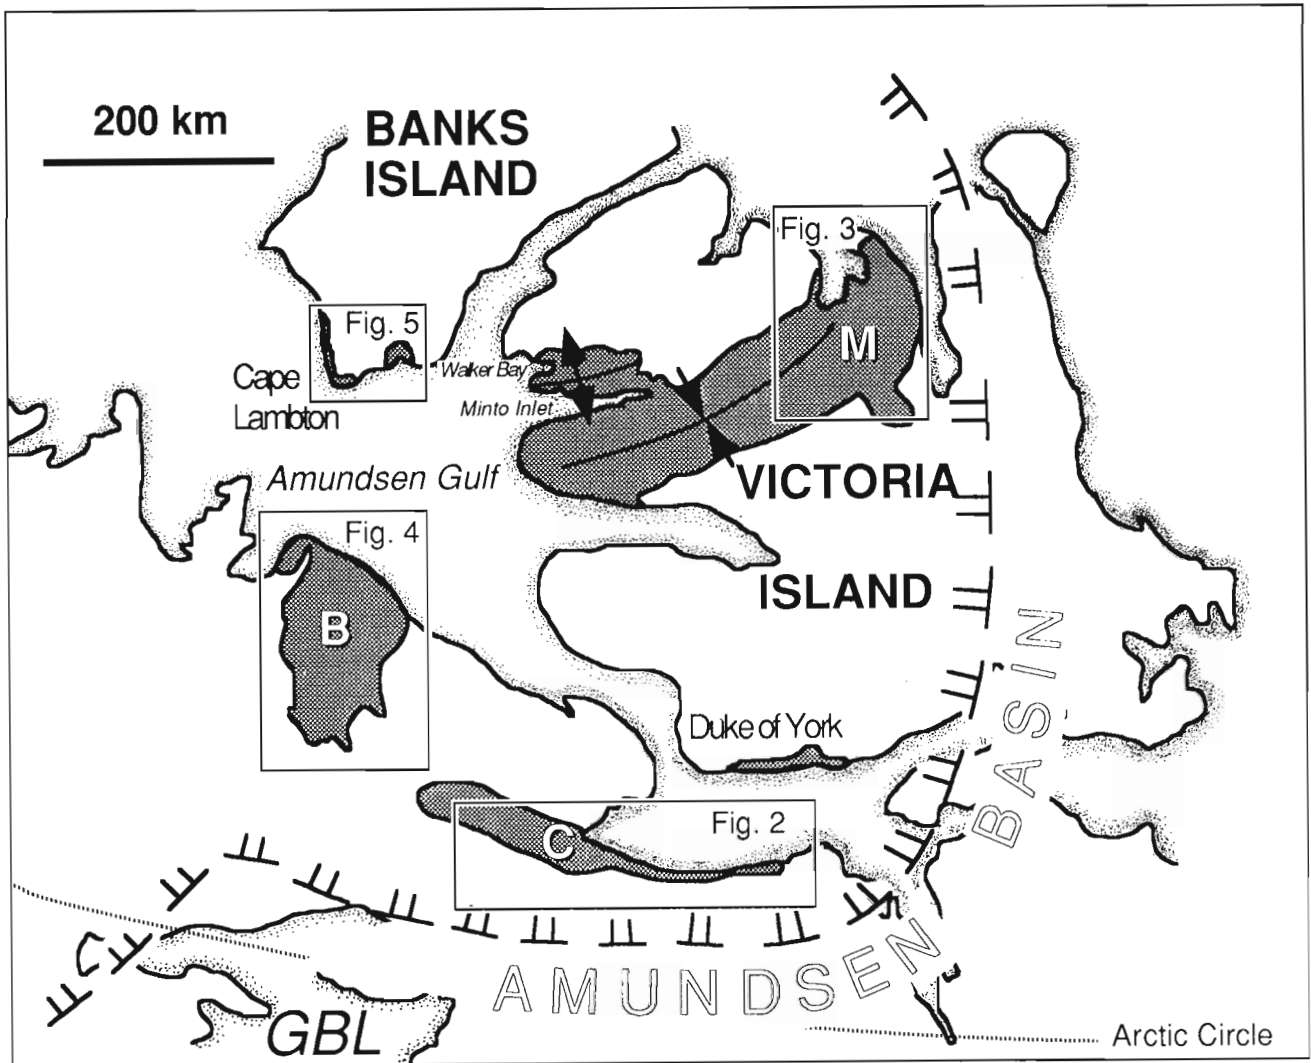 200 km
BANKS
ISLAND
Fig. 3
Fig. 5
M
Walker Bay
Cape
Lambton
Minto Inlet
Amundsen Gulf
VICTORIA
Fig. 4
ISLAND
B
Duke of York
Fig. 2
C
AMUNDSEN BASIN
GBL
Arctic Circle